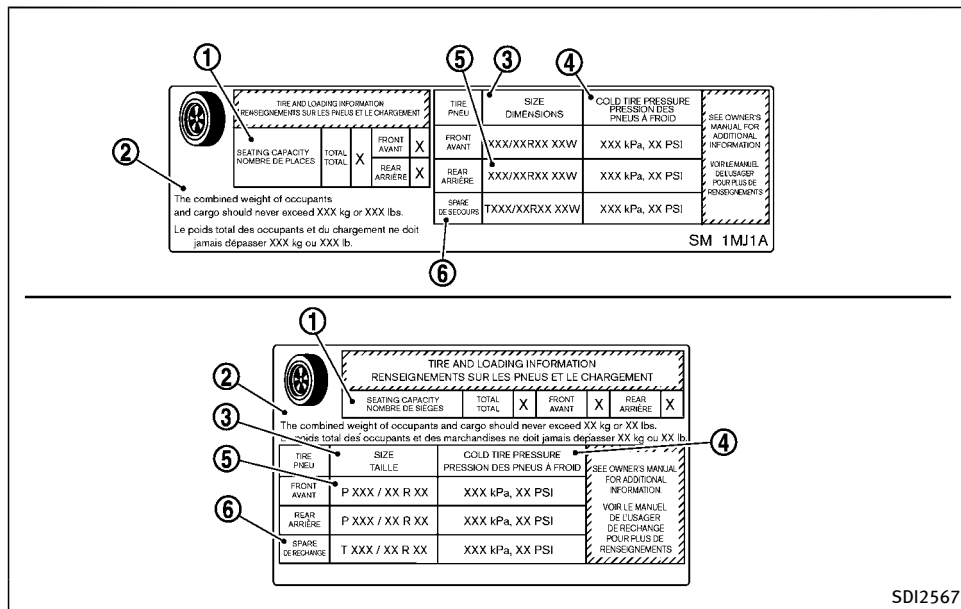 ① ⑤ ③ ④
②
TIRE AND LOADING INFORMATION
RENSEIGNEMENTS SUR LES PNEUS ET LE CHARGEMENT
SEATING CAPACITY
NOMBRE DE PLACES
TOTAL
TOTAL
X
FRONT
AVANT
X
REAR
ARRIÈRE
X
The combined weight of occupants
and cargo should never exceed XXX kg or XXX lbs.
Le poids total des occupants et du chargement ne doit
jamais dépasser XXX kg ou XXX lb.
TIRE
PNEU
SIZE
DIMENSIONS
COLD TIRE PRESSURE
PRESSION DES
PNEUS À FROID
FRONT
AVANT
XXX/XXRXX XXW
XXX kPa, XX PSI
REAR
ARRIÈRE
XXX/XXRXX XXW
XXX kPa, XX PSI
SPARE
DE SECOURS
TXXX/XXRXX XXW
XXX kPa, XX PSI
SEE OWNER'S
MANUAL FOR
ADDITIONAL
INFORMATION
VOIR LE MANUEL
DE L'USAGER
POUR PLUS DE
RENSEIGNEMENTS
SM 1MJ1A
⑥
①
②
③
④
⑤
⑥
TIRE AND LOADING INFORMATION
RENSEIGNEMENTS SUR LES PNEUS ET LE CHARGEMENT
SEATING CAPACITY
NOMBRE DE SIÈGES
TOTAL
TOTAL
X
FRONT
AVANT
X
REAR
ARRIÈRE
X
The combined weight of occupants and cargo should never exceed XX kg or XX lbs.
Le poids total des occupants et des marchandises ne doit jamais dépasser XX kg ou XX lb.
TIRE
PNEU
SIZE
TAILLE
COLD TIRE PRESSURE
PRESSION DES PNEUS À FROID
FRONT
AVANT
P XXX / XX R XX
XXX kPa, XX PSI
REAR
ARRIÈRE
P XXX / XX R XX
XXX kPa, XX PSI
SPARE
DE RECHANGE
T XXX / XX R XX
XXX kPa, XX PSI
SEE OWNER'S MANUAL
FOR ADDITIONAL
INFORMATION.
VOIR LE MANUEL
DE L'USAGER
DE RECHANGE
POUR PLUS DE
RENSEIGNEMENTS
SDI2567